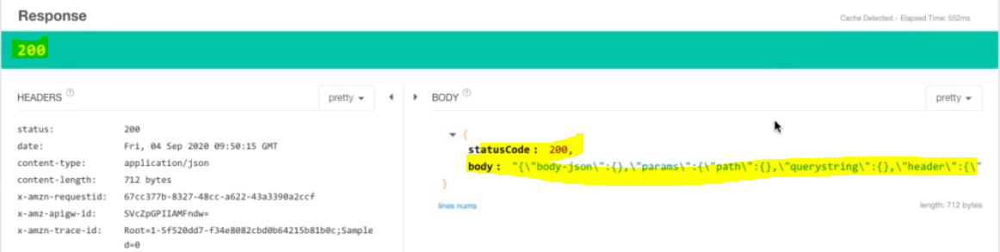 Response
Cache Detected - Elapsed Time: 552ms
200
HEADERS ?
pretty
BODY ?
pretty
status: 200
date: Fri, 04 Sep 2020 09:50:15 GMT
content-type: application/json
content-length: 712 bytes
x-amzn-requestid: 67cc377b-8327-48cc-a622-43a3390a2ccf
x-amz-apigw-id: SVcZpGPIIAMFndw=
x-amzn-trace-id: Root=1-5f520dd7-f34e8082cbd0b64215b81b0c;Sample
d=0
{
statusCode : 200,
body : "{\"body-json\":{},\"params\":{\"path\":{},\"querystring\":{},\"header\":{\"
}
lines nums
length: 712 bytes